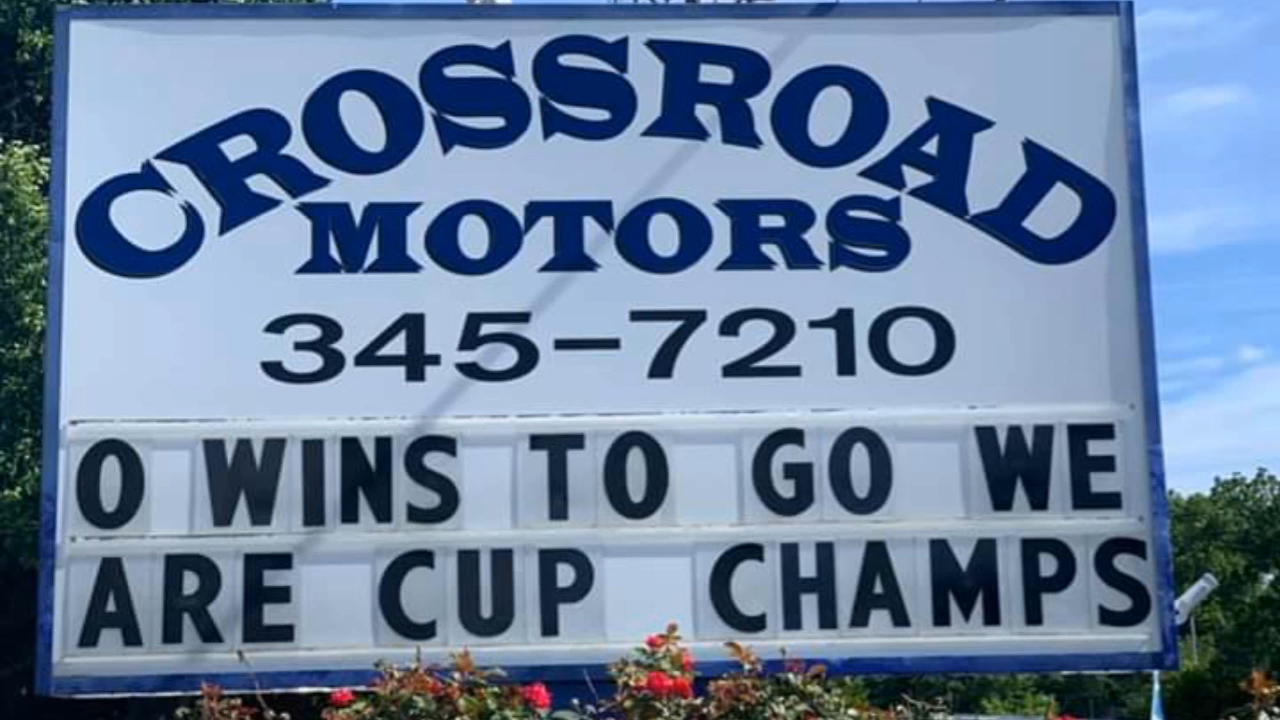 CROSSROAD
MOTORS
345-7210
0 WINS TO GO WE
ARE CUP CHAMPS